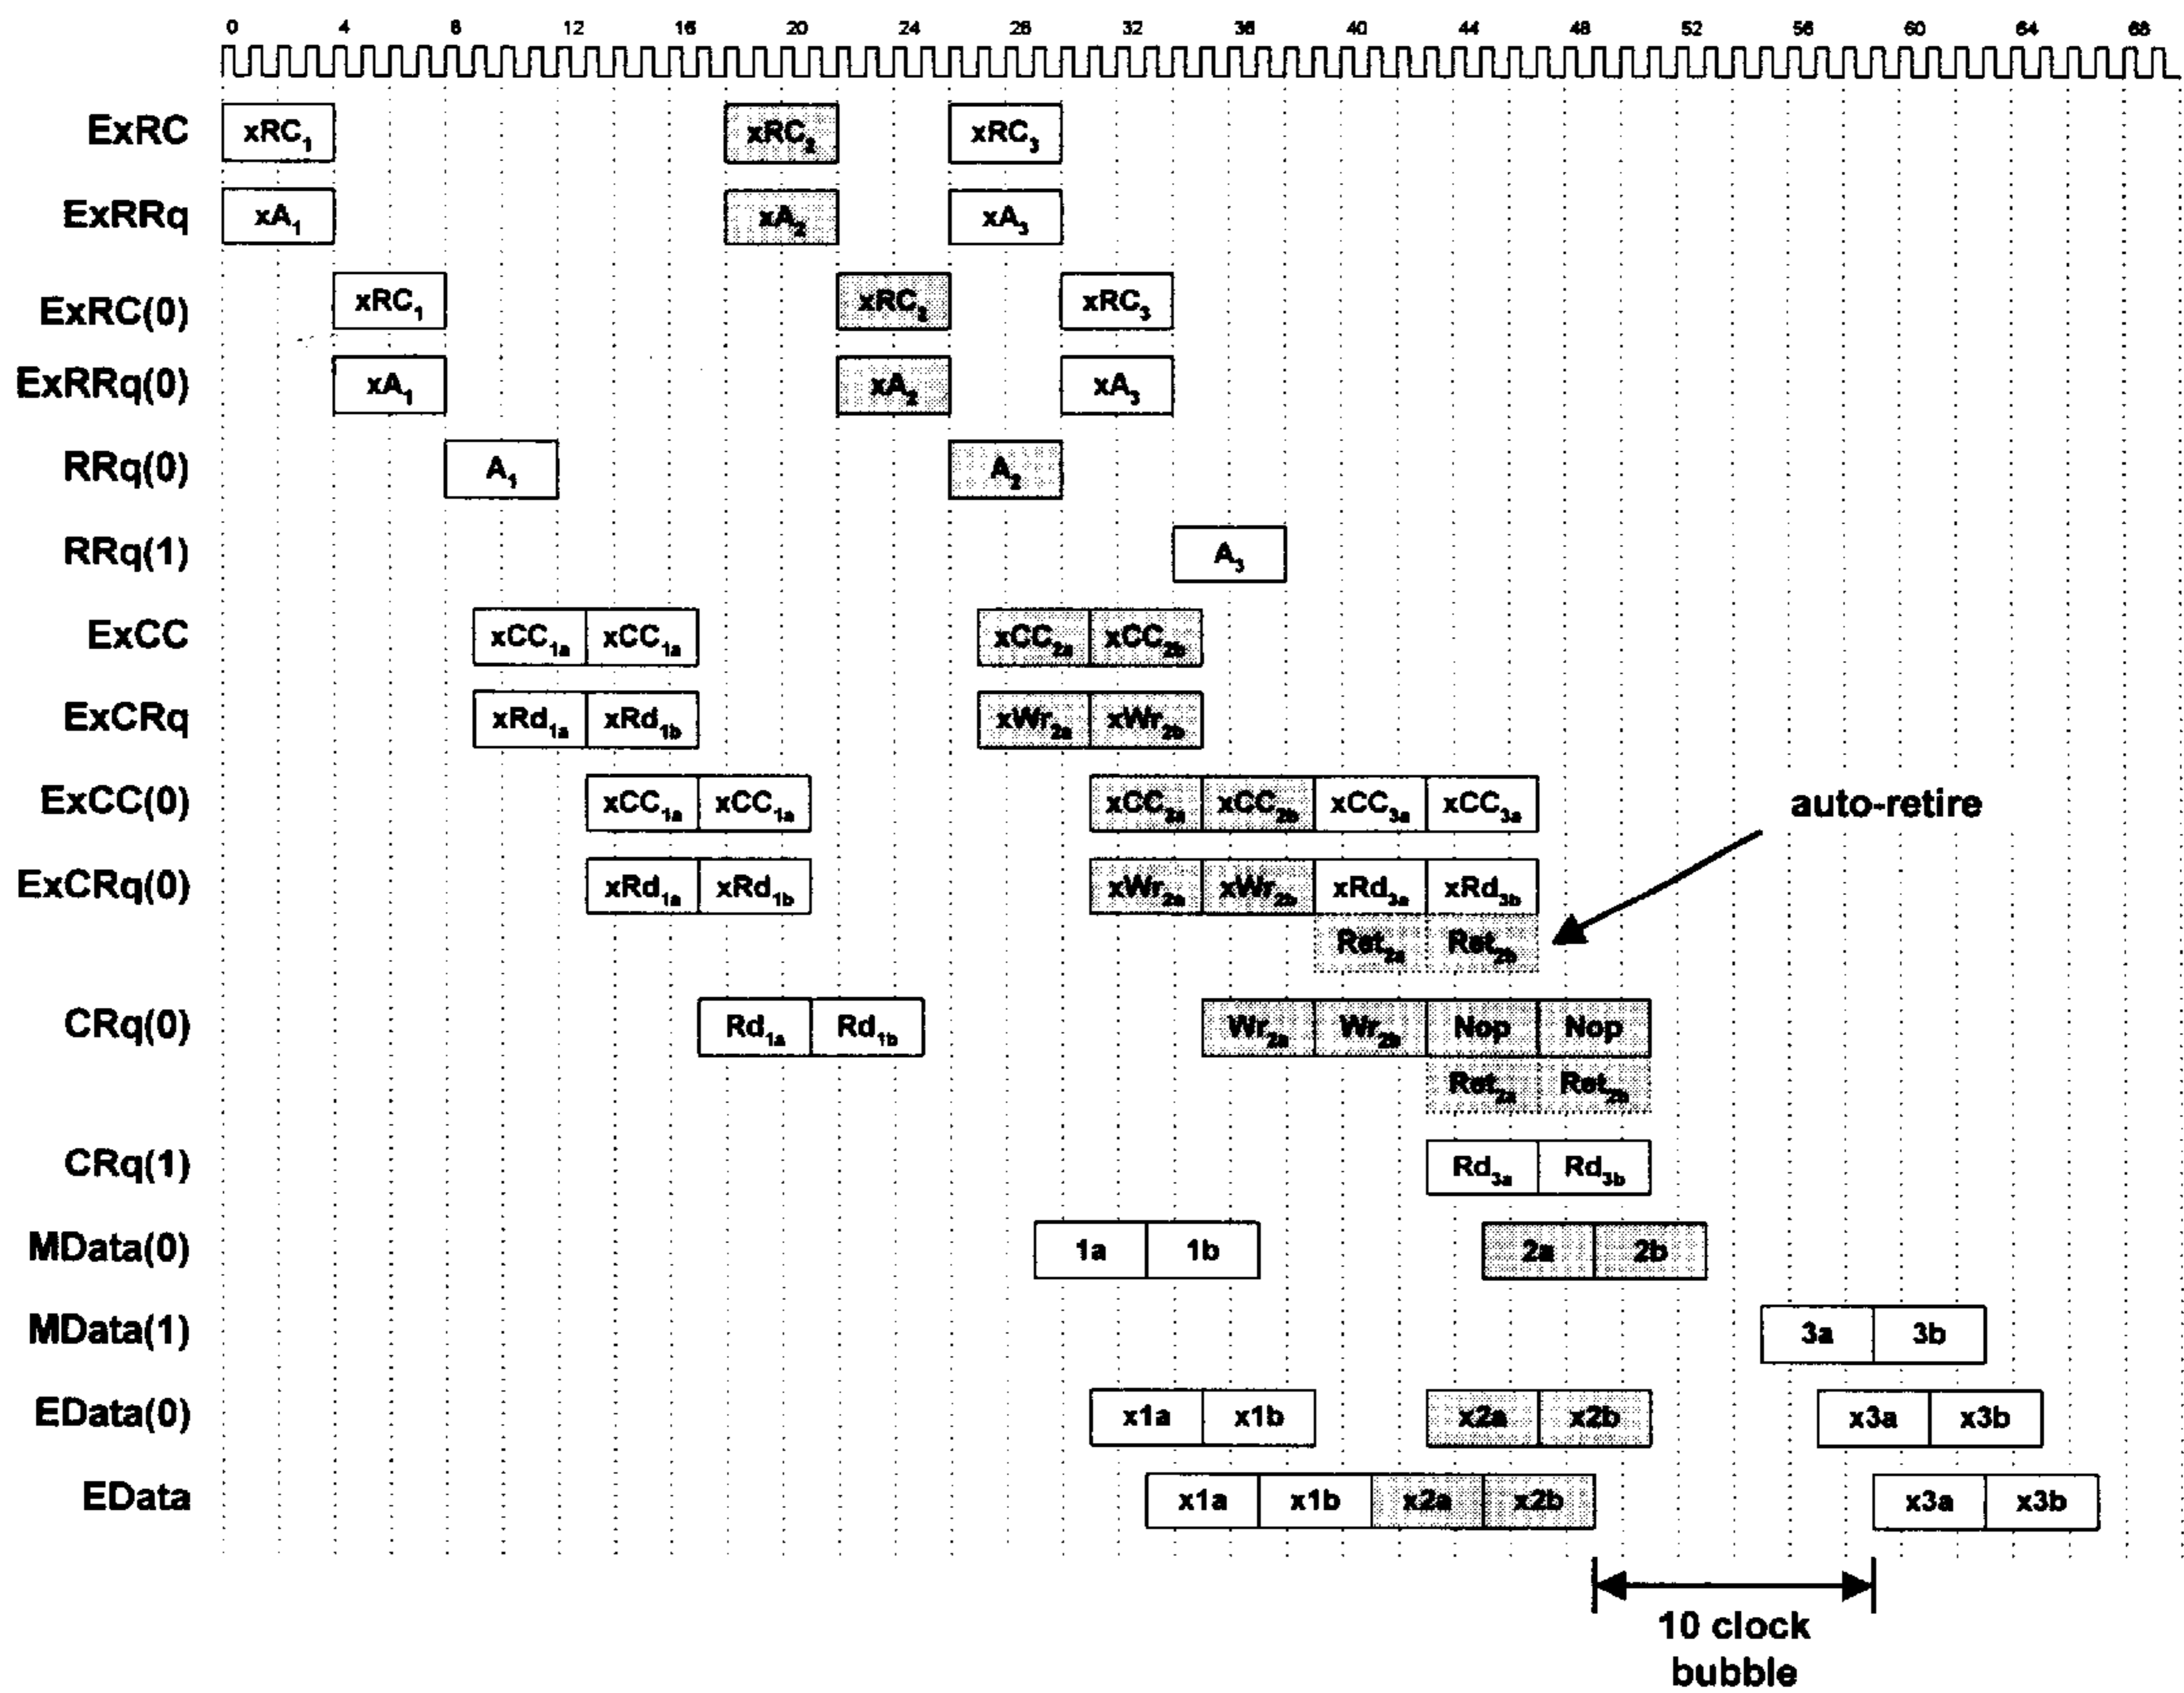 0 4 8 12 16 20 24 28 32 36 40 44 48 52 56 60 64 68
ExRC xRC1 xRC2 xRC3
ExRRq xA1 xA2 xA3
ExRC(0) xRC1 xRC2 xRC3
ExRRq(0) xA1 xA2 xA3
RRq(0) A1 A2
RRq(1) A3
ExCC xCC1a xCC1a xCC2a xCC2b
ExCRq xRd1a xRd1b xWr2a xWr2b
ExCC(0) xCC1a xCC1a xCC2a xCC2b xCC3a xCC3a
auto-retire
ExCRq(0) xRd1a xRd1b xWr2a xWr2b xRd3a xRd3b
Ret2a Ret2b
CRq(0) Rd1a Rd1b Wr2a Wr2b Nop Nop
Ret2a Ret2b
CRq(1) Rd3a Rd3b
MData(0) 1a 1b 2a 2b
MData(1) 3a 3b
EData(0) x1a x1b x2a x2b x3a x3b
EData x1a x1b x2a x2b x3a x3b
10 clock
bubble